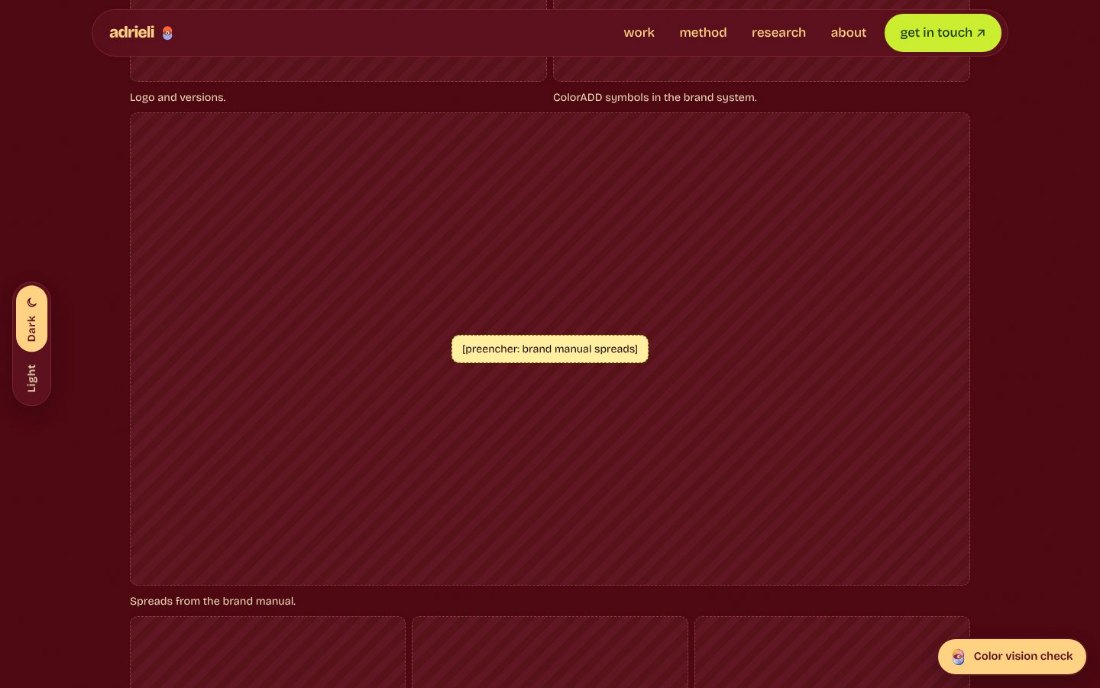 adrieli
work
method
research
about
get in touch ↗
Logo and versions.
ColorADD symbols in the brand system.
Dark
Light
[preencher: brand manual spreads]
Spreads from the brand manual.
Color vision check